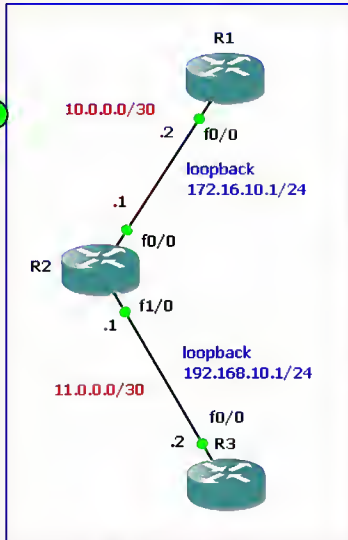 R1
10.0.0.0/30
.2
f0/0
loopback
172.16.10.1/24
.1
f0/0
R2
f1/0
.1
loopback
192.168.10.1/24
11.0.0.0/30
f0/0
.2
R3